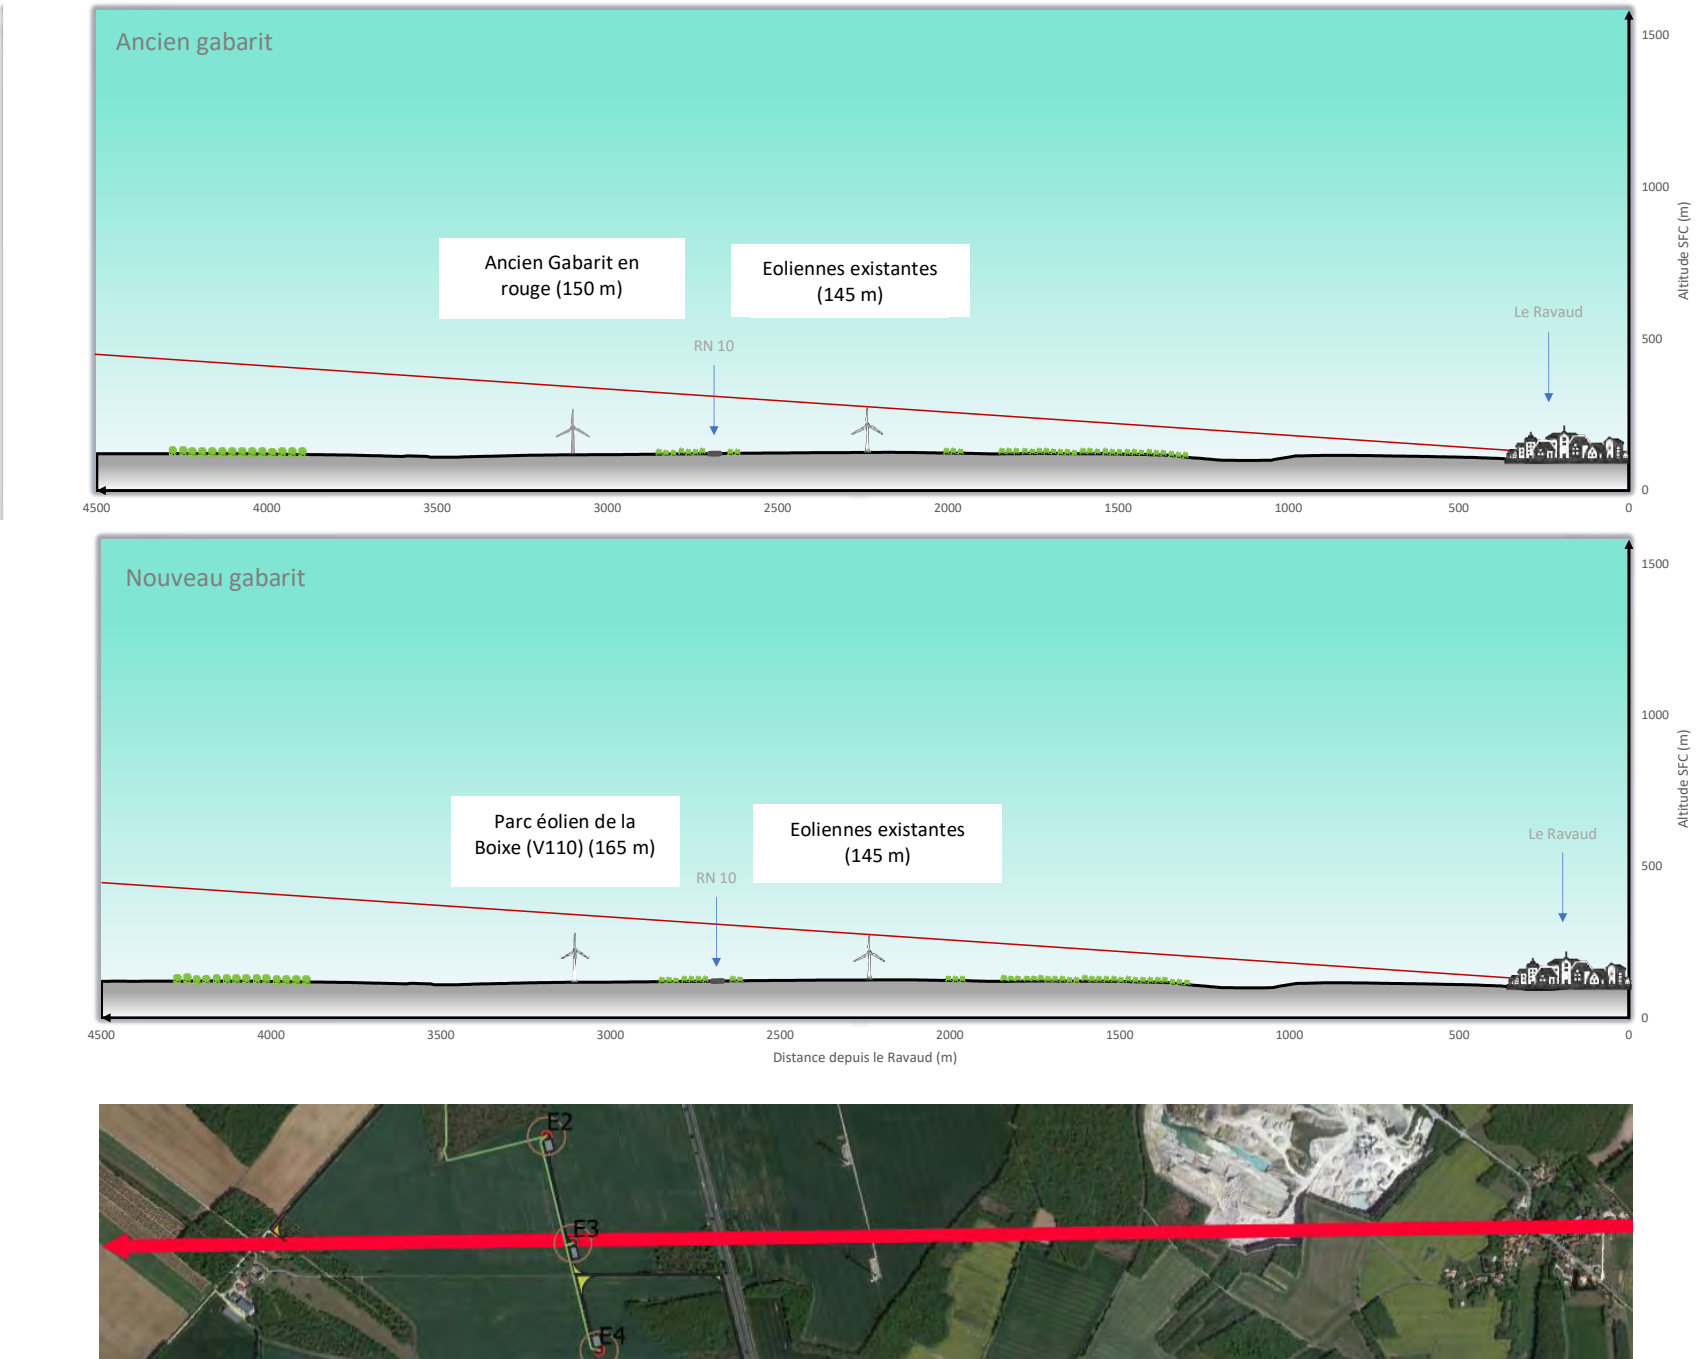 Ancien gabarit
1500
1000
Altitude SFC (m)
Ancien Gabarit en
rouge (150 m)
Eoliennes existantes
(145 m)
Le Ravaud
RN 10
500
0
4500 4000 3500 3000 2500 2000 1500 1000 500 0
Nouveau gabarit
1500
1000
Altitude SFC (m)
Parc éolien de la
Boixe (V110) (165 m)
Eoliennes existantes
(145 m)
Le Ravaud
RN 10
500
0
4500 4000 3500 3000 2500 2000 1500 1000 500 0
Distance depuis le Ravaud (m)
E2
E3
E4